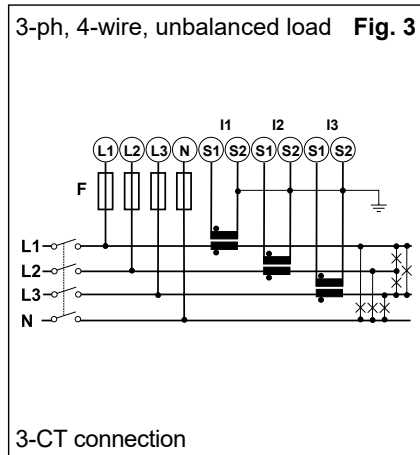 3-ph, 4-wire, unbalanced load Fig. 3
I1 I2 I3
L1 L2 L3 N S1 S2 S1 S2 S1 S2
F
L1
L2
L3
N
3-CT connection